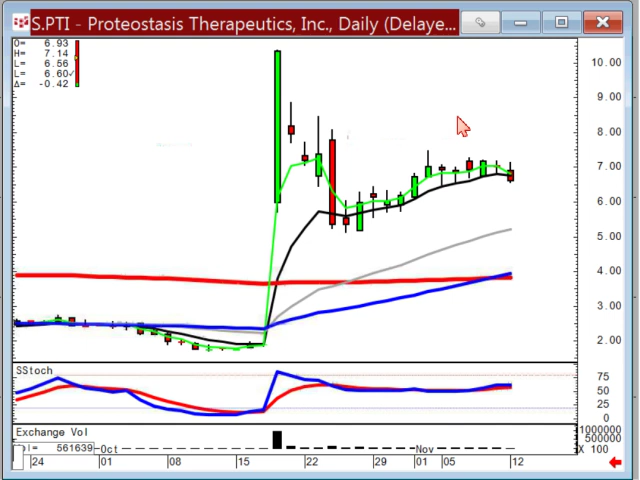 S.PTI - Proteostasis Therapeutics, Inc., Daily (Delaye...
O= 6.93
H= 7.14
L= 6.56
L= 6.60✓
Δ= -0.42
10.00
9.00
8.00
7.00
6.00
5.00
4.00
3.00
2.00
SStoch
75
50
25
0
Exchange Vol
1000000
500000
X 100
561639
Oct
Nov
24
01
08
15
22
29
01
05
12